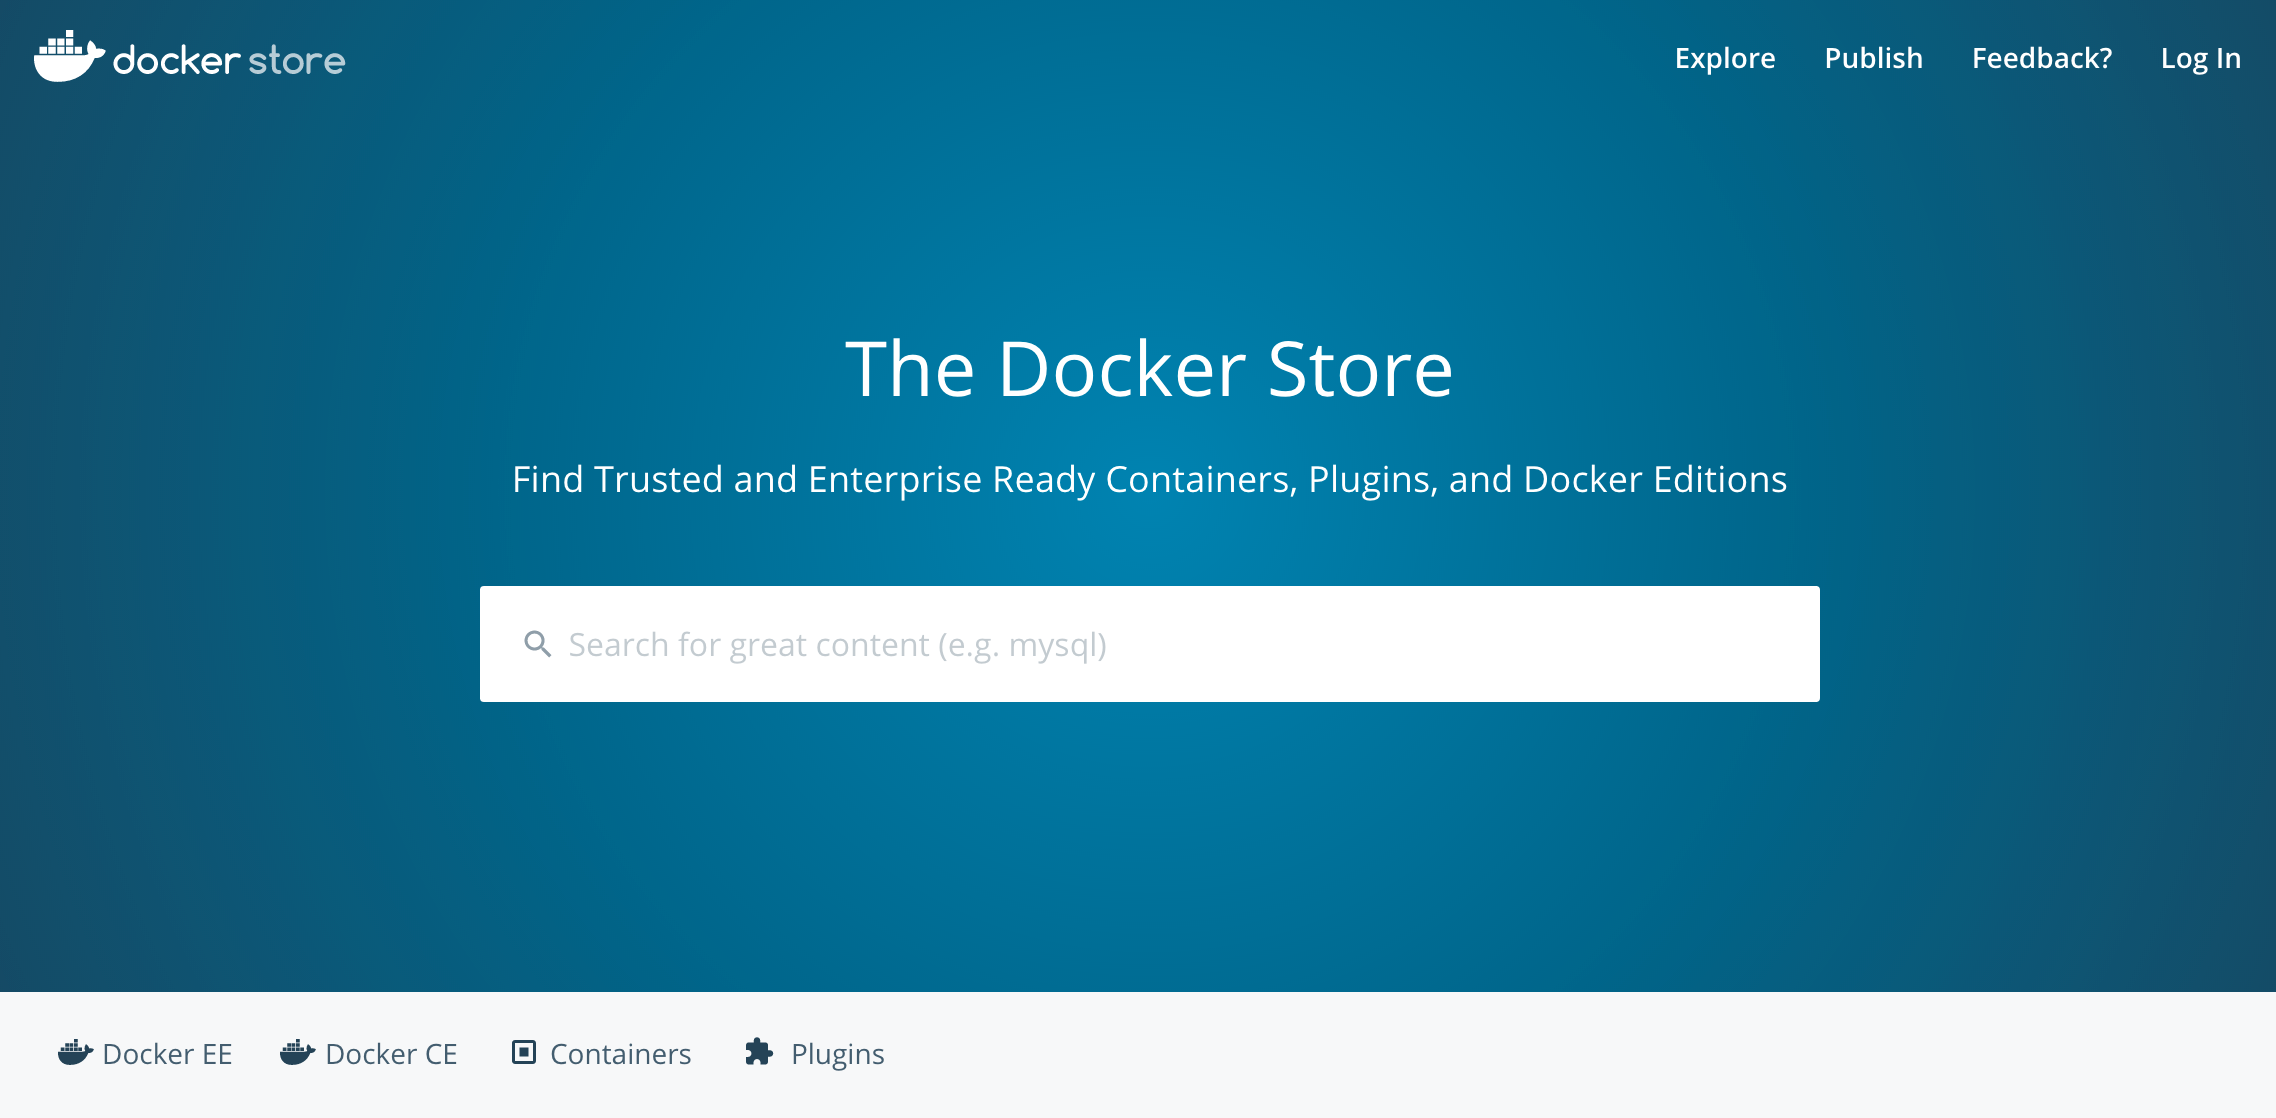 docker store
Explore Publish Feedback? Log In
The Docker Store
Find Trusted and Enterprise Ready Containers, Plugins, and Docker Editions
Search for great content (e.g. mysql)
Docker EE Docker CE Containers Plugins